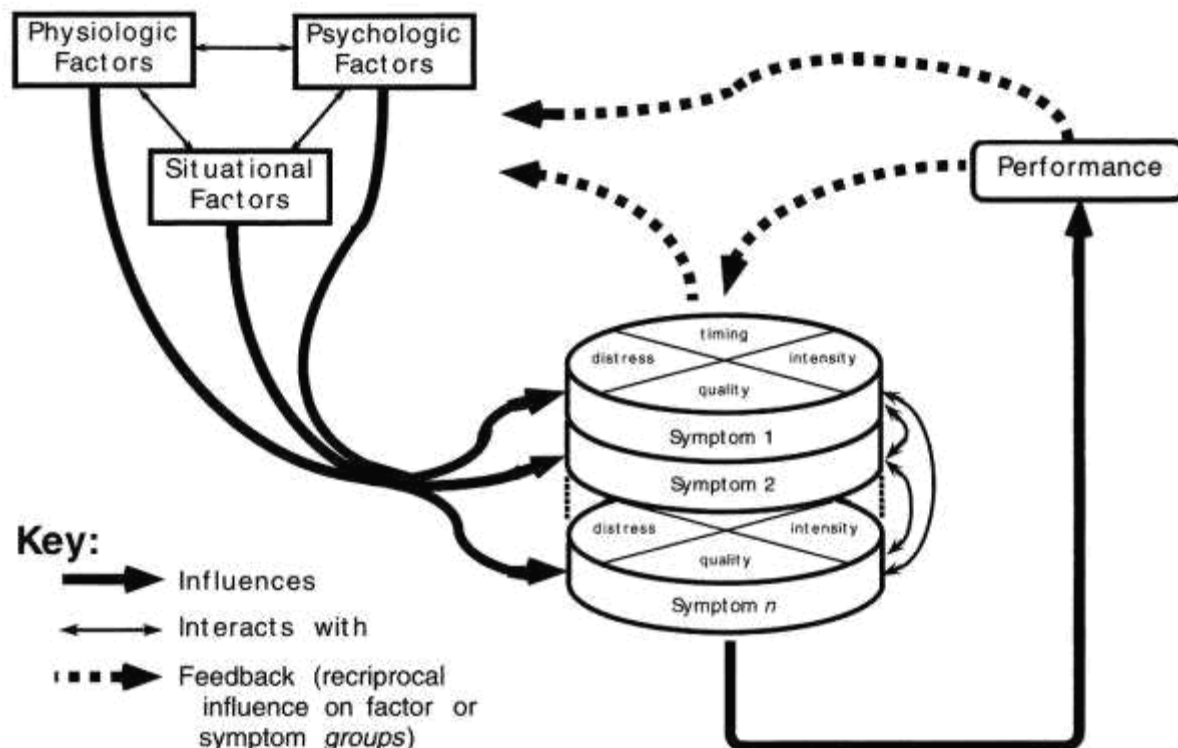 Physiologic
Factors
Psychologic
Factors
Situational
Factors
Performance
timing
distress
intensity
quality
Symptom 1
Symptom 2
distress
intensity
quality
Symptom n
Key:
Influences
Interacts with
Feedback (recriprocal
influence on factor or
symptom groups)